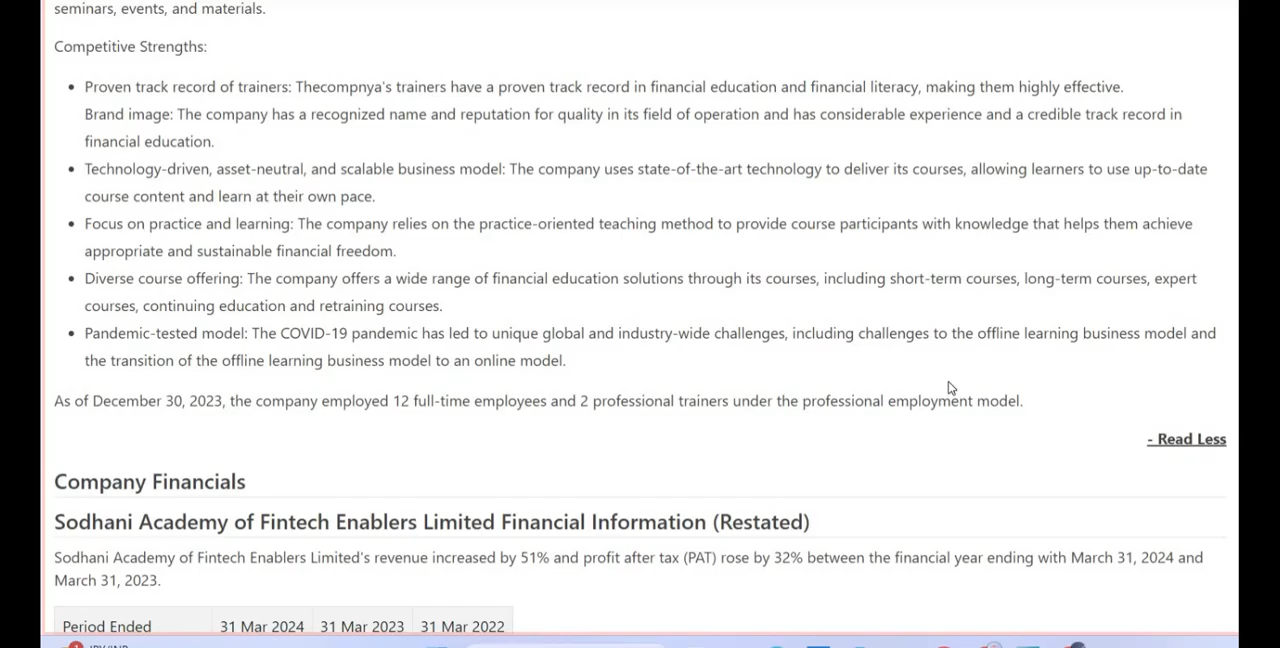 seminars, events, and materials.
Competitive Strengths:
Proven track record of trainers: Thecompnya's trainers have a proven track record in financial education and financial literacy, making them highly effective.
Brand image: The company has a recognized name and reputation for quality in its field of operation and has considerable experience and a credible track record in
financial education.
Technology-driven, asset-neutral, and scalable business model: The company uses state-of-the-art technology to deliver its courses, allowing learners to use up-to-date
course content and learn at their own pace.
Focus on practice and learning: The company relies on the practice-oriented teaching method to provide course participants with knowledge that helps them achieve
appropriate and sustainable financial freedom.
Diverse course offering: The company offers a wide range of financial education solutions through its courses, including short-term courses, long-term courses, expert
courses, continuing education and retraining courses.
Pandemic-tested model: The COVID-19 pandemic has led to unique global and industry-wide challenges, including challenges to the offline learning business model and
the transition of the offline learning business model to an online model.
As of December 30, 2023, the company employed 12 full-time employees and 2 professional trainers under the professional employment model.
- Read Less
Company Financials
Sodhani Academy of Fintech Enablers Limited Financial Information (Restated)
Sodhani Academy of Fintech Enablers Limited's revenue increased by 51% and profit after tax (PAT) rose by 32% between the financial year ending with March 31, 2024 and
March 31, 2023.
Period Ended 31 Mar 2024 31 Mar 2023 31 Mar 2022